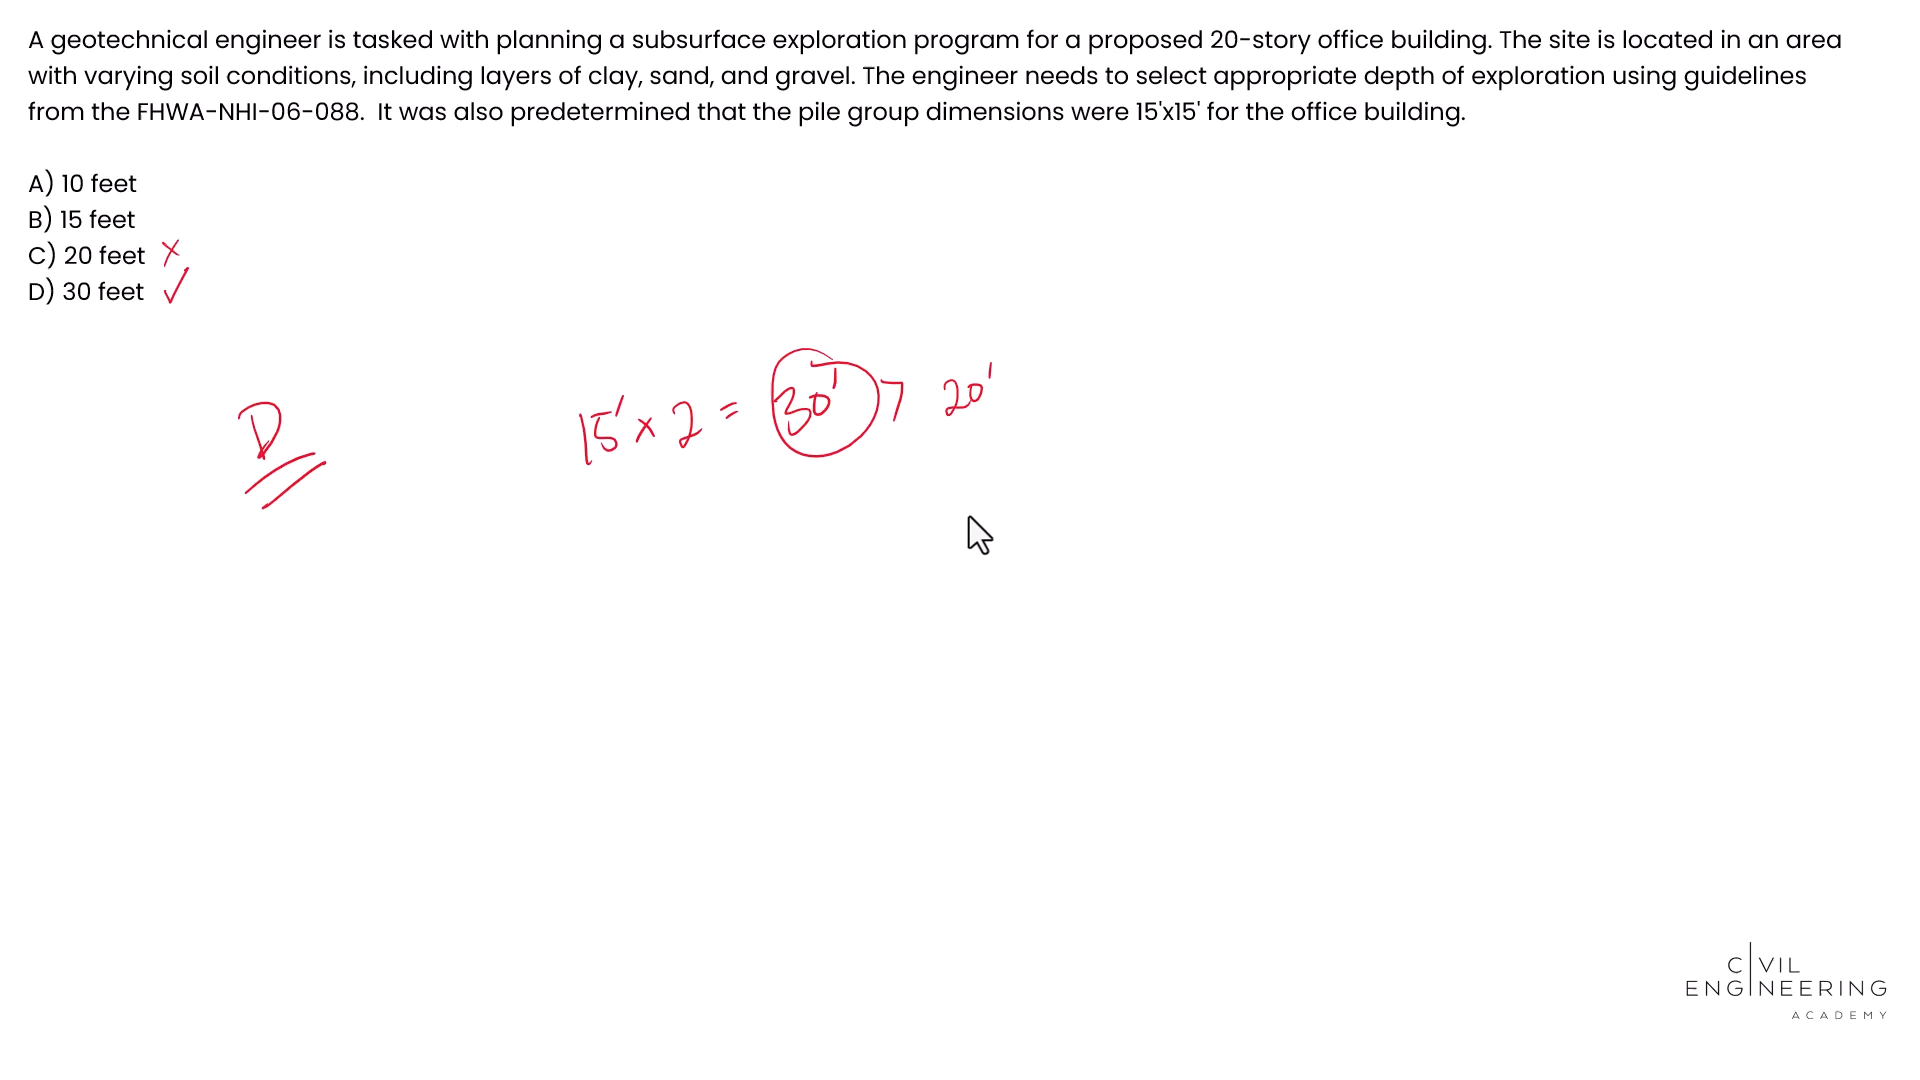 A geotechnical engineer is tasked with planning a subsurface exploration program for a proposed 20-story office building. The site is located in an area
with varying soil conditions, including layers of clay, sand, and gravel. The engineer needs to select appropriate depth of exploration using guidelines
from the FHWA-NHI-06-088.  It was also predetermined that the pile group dimensions were 15'x15' for the office building.
A) 10 feet
B) 15 feet
C) 20 feet ✗
D) 30 feet ✓
D
15' x 2 = 30' > 20'
CIVIL
ENGINEERING
ACADEMY